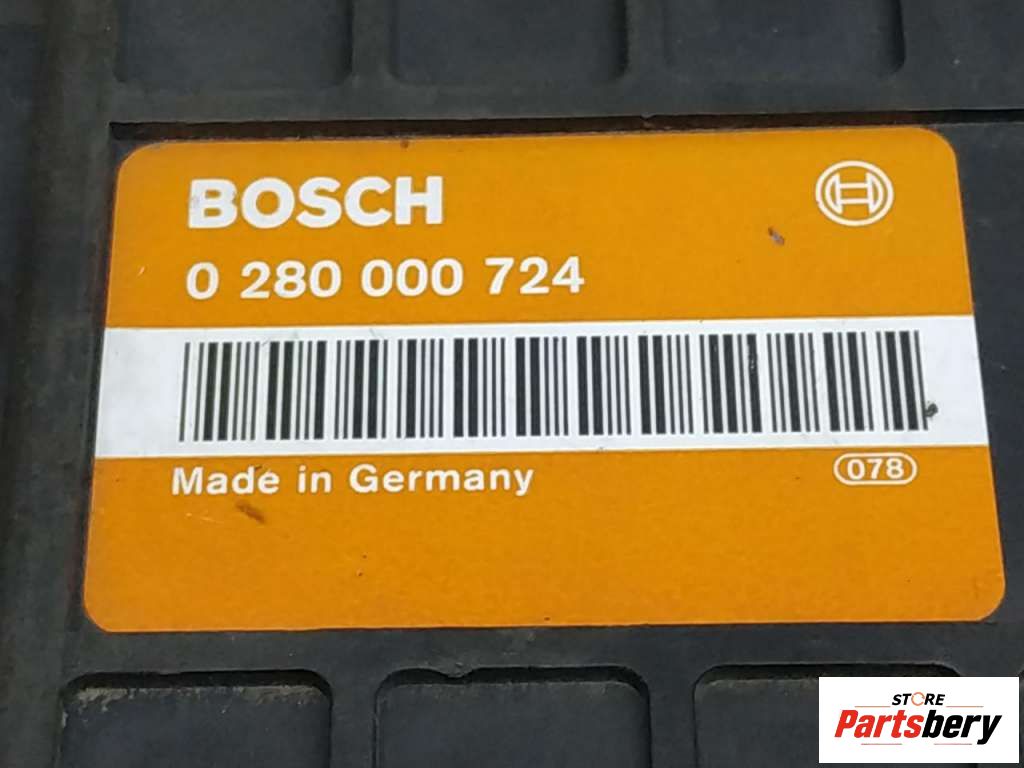 BOSCH
0 280 000 724
Made in Germany
078
STORE
Partsbery